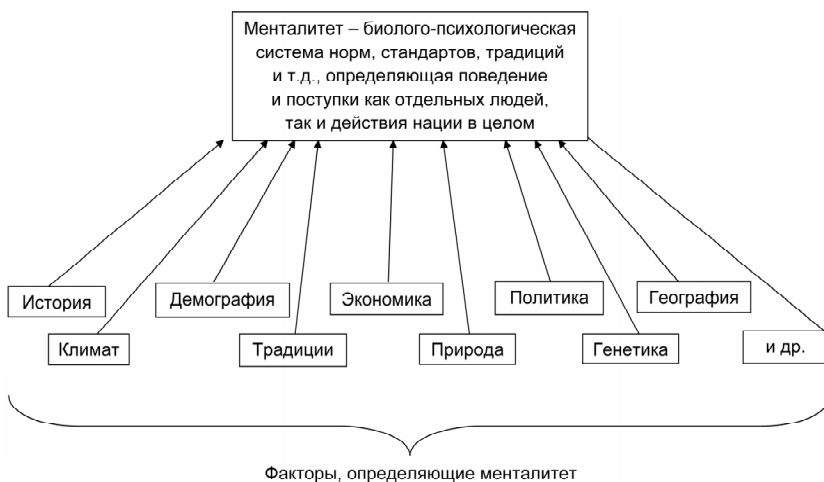 Менталитет – биолого-психологическая
система норм, стандартов, традиций
и т.д., определяющая поведение
и поступки как отдельных людей,
так и действия нации в целом
История
Демография
Экономика
Политика
География
Климат
Традиции
Природа
Генетика
и др.
Факторы, определяющие менталитет